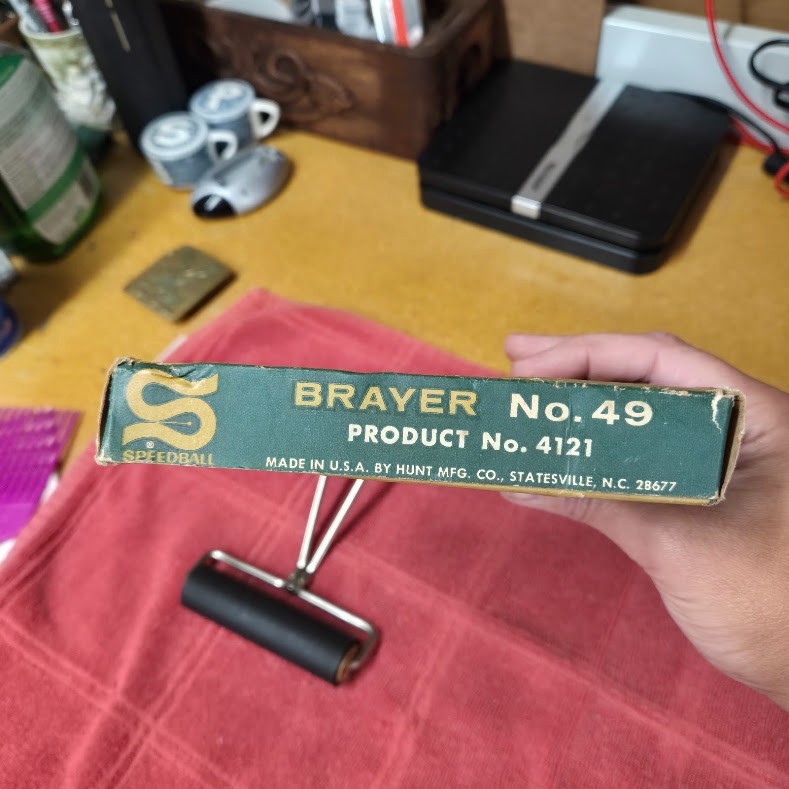 BRAYER No. 49
PRODUCT No. 4121
® SPEEDBALL
MADE IN U.S.A. BY HUNT MFG. CO., STATESVILLE, N.C. 28677